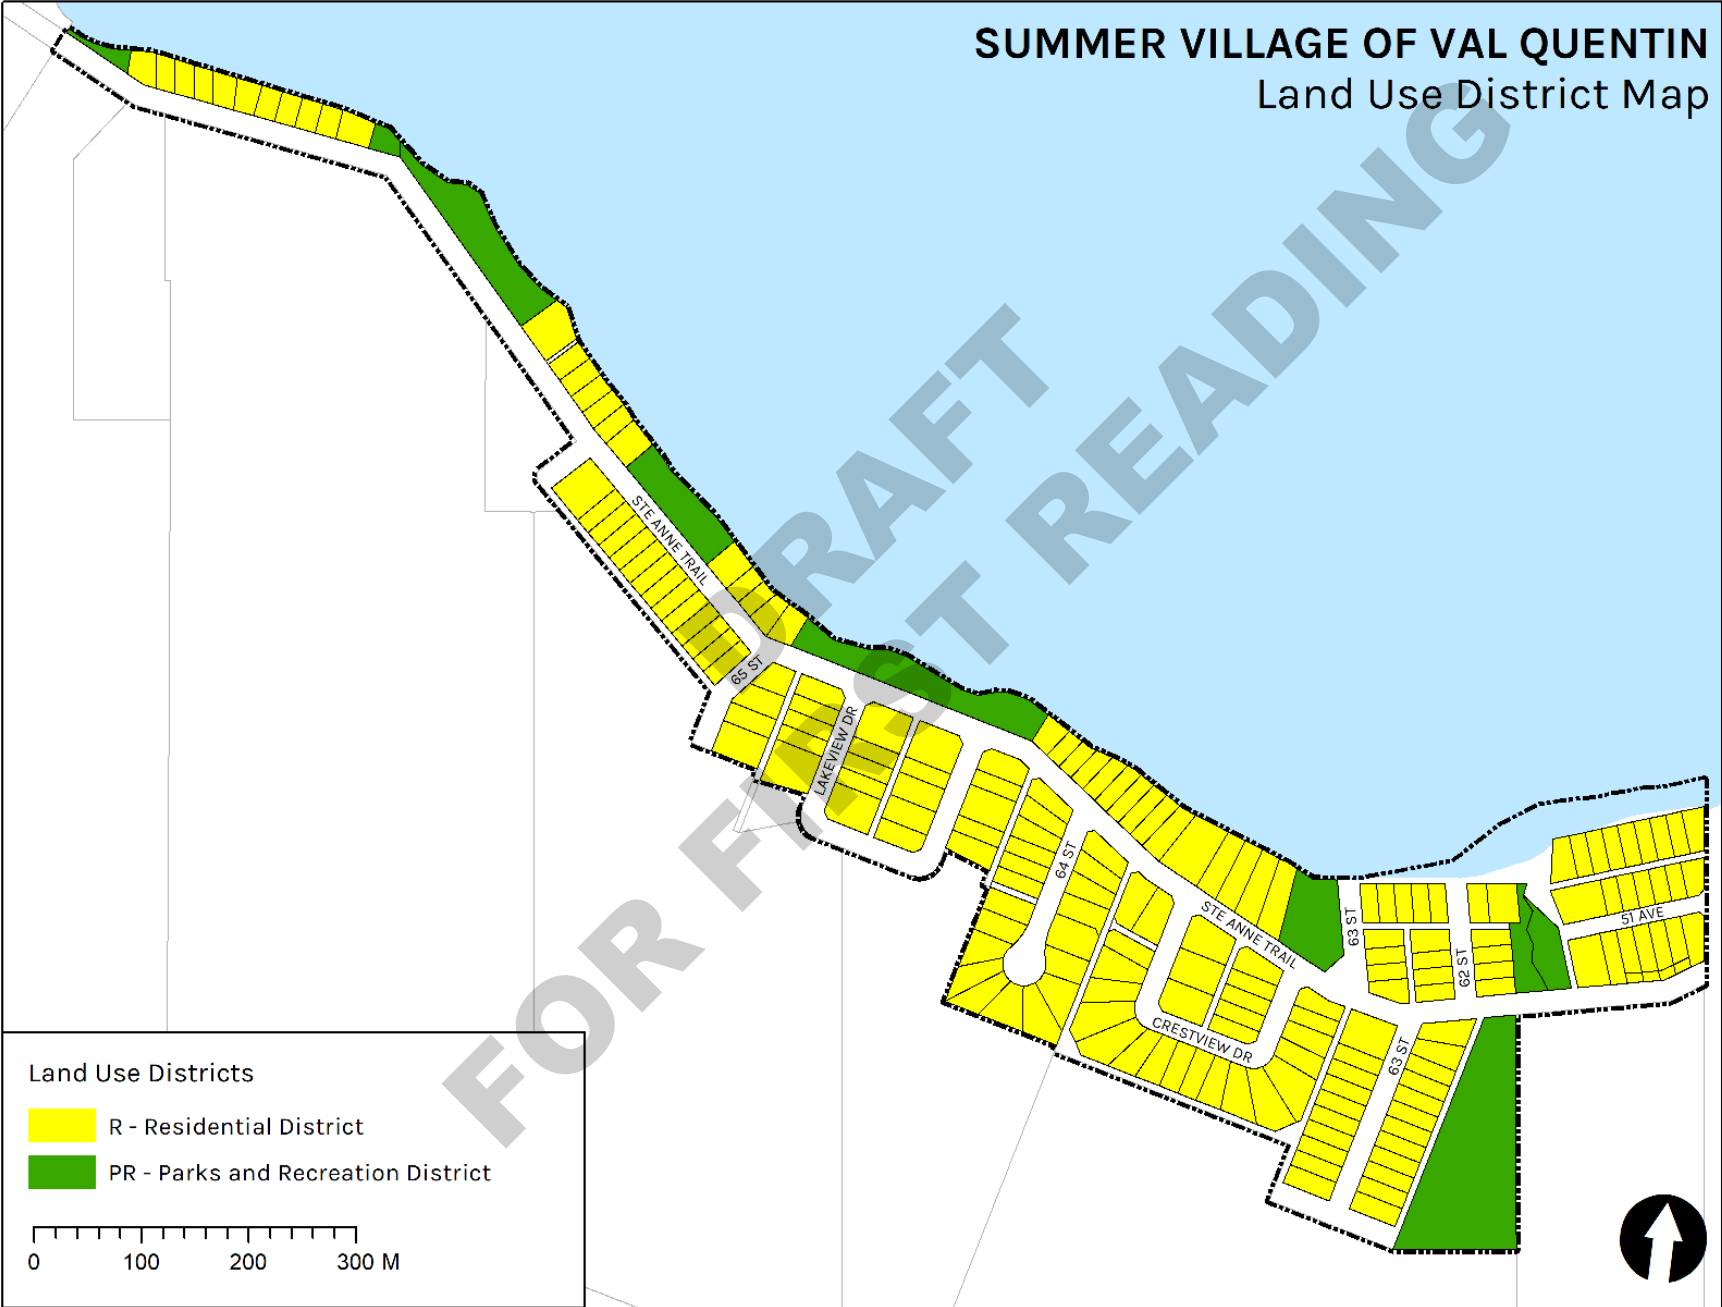 SUMMER VILLAGE OF VAL QUENTIN
Land Use District Map
DRAFT
FOR FIRST READING
STE ANNE TRAIL
65 ST
LAKEVIEW DR
64 ST
STE ANNE TRAIL
63 ST
62 ST
51 AVE
CRESTVIEW DR
63 ST
Land Use Districts
R - Residential District
PR - Parks and Recreation District
0 100 200 300 M